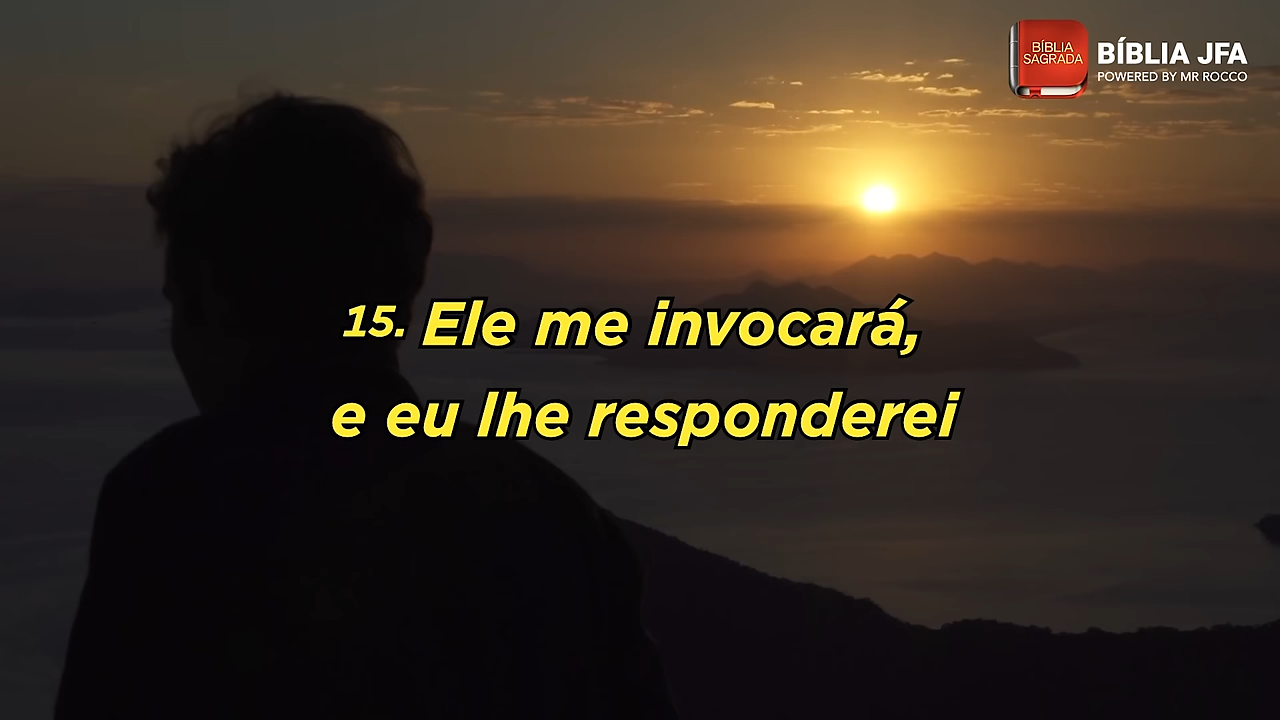 BÍBLIA
SAGRADA
BÍBLIA JFA
POWERED BY MR ROCCO
15. Ele me invocará,
e eu lhe responderei